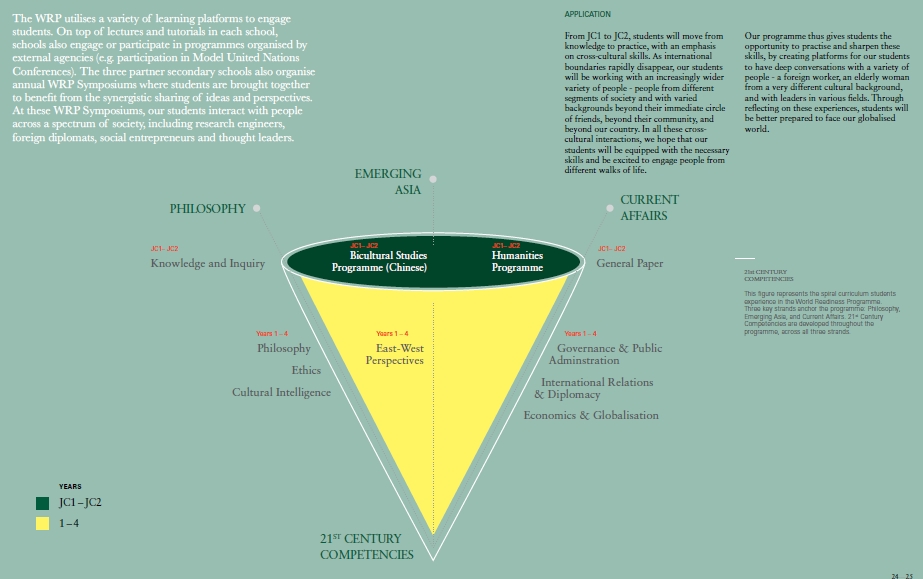 The WRP utilises a variety of learning platforms to engage
students. On top of lectures and tutorials in each school,
schools also engage or participate in programmes organised by
external agencies (e.g. participation in Model United Nations
Conferences). The three partner secondary schools also organise
annual WRP Symposiums where students are brought together
to benefit from the synergistic sharing of ideas and perspectives.
At these WRP Symposiums, our students interact with people
across a spectrum of society, including research engineers,
foreign diplomats, social entrepreneurs and thought leaders.
APPLICATION
From JC1 to JC2, students will move from
knowledge to practice, with an emphasis
on cross-cultural skills. As international
boundaries rapidly disappear, our students
will be working with an increasingly wider
variety of people - people from different
segments of society and with varied
backgrounds beyond their immediate circle
of friends, beyond their community, and
beyond our country. In all these cross-
cultural interactions, we hope that our
students will be equipped with the necessary
skills and be excited to engage people from
different walks of life.
Our programme thus gives students the
opportunity to practise and sharpen these
skills, by creating platforms for our students
to have deep conversations with a variety of
people - a foreign worker, an elderly woman
from a very different cultural background,
and with leaders in various fields. Through
reflecting on these experiences, students will
be better prepared to face our globalised
world.
EMERGING
ASIA
PHILOSOPHY
CURRENT
AFFAIRS
JC1- JC2
Knowledge and Inquiry
JC1- JC2
Bicultural Studies
Programme (Chinese)
JC1- JC2
Humanities
Programme
JC1- JC2
General Paper
21st CENTURY
COMPETENCIES
This figure represents the spiral curriculum students
experience in the World Readiness Programme.
Three key strands anchor the programme: Philosophy,
Emerging Asia, and Current Affairs. 21st Century
Competencies are developed throughout the
programme, across all three strands.
Years 1 – 4
Philosophy
Ethics
Cultural Intelligence
Years 1 – 4
East-West
Perspectives
Years 1 – 4
Governance & Public
Adminstration
International Relations
& Diplomacy
Economics & Globalisation
YEARS
JC1 – JC2
1 – 4
21ST CENTURY
COMPETENCIES
24 25